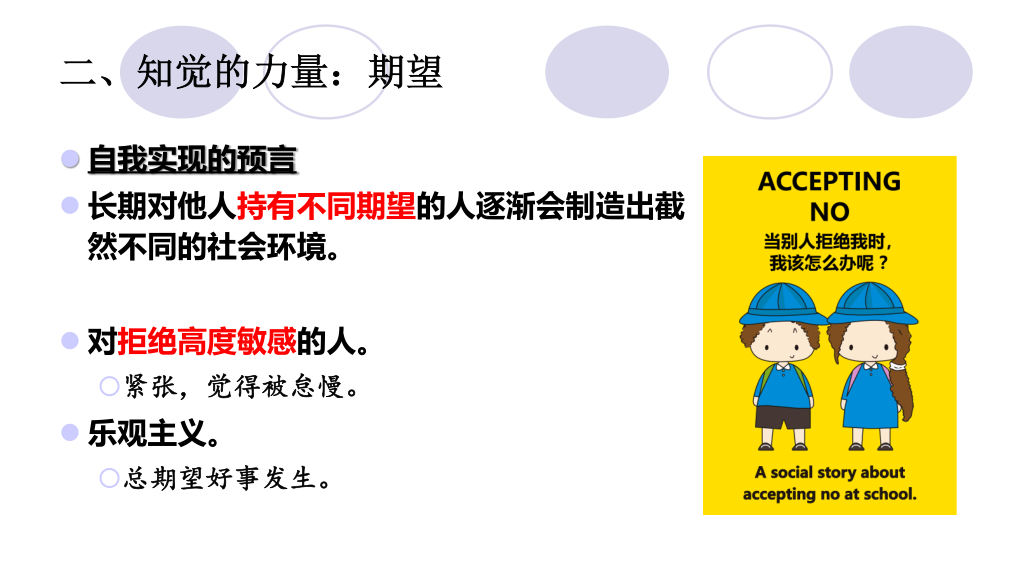 二、知觉的力量：期望
自我实现的预言
长期对他人持有不同期望的人逐渐会制造出截
然不同的社会环境。
对拒绝高度敏感的人。
紧张，觉得被怠慢。
乐观主义。
总期望好事发生。
ACCEPTING
NO
当别人拒绝我时，
我该怎么办呢？
A social story about
accepting no at school.